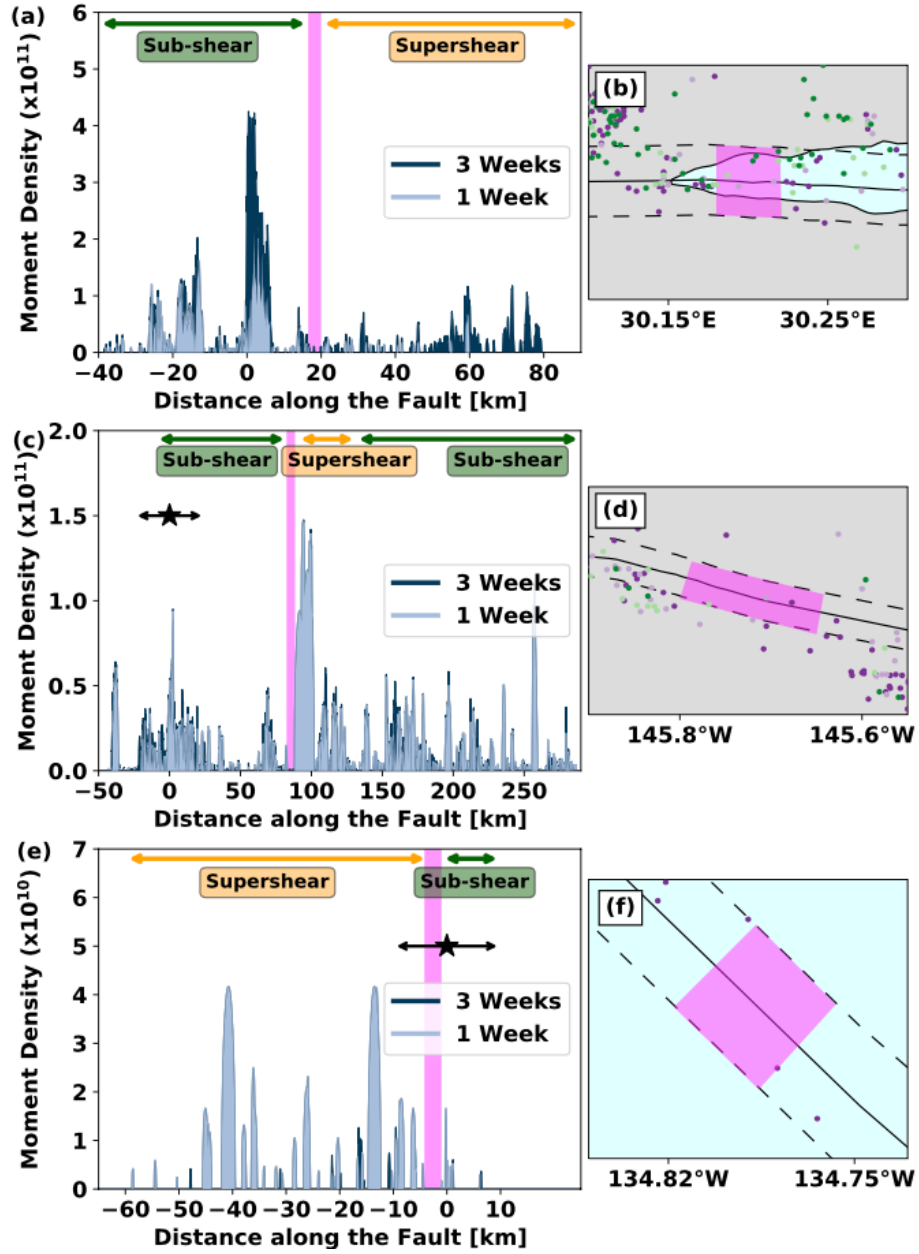 (a)
6
5
4
3
2
1
0
Moment Density (x10¹¹)
Sub-shear
Supershear
3 Weeks
1 Week
−40 −20 0 20 40 60 80
Distance along the Fault [km]
(b)
30.15°E 30.25°E
(c)
2.0
1.5
1.0
0.5
0.0
Moment Density (x10¹¹)
Sub-shear
Supershear
Sub-shear
3 Weeks
1 Week
−50 0 50 100 150 200 250
Distance along the Fault [km]
(d)
145.8°W 145.6°W
(e)
7
6
5
4
3
2
1
0
Moment Density (x10¹⁰)
Supershear
Sub-shear
3 Weeks
1 Week
−60 −50 −40 −30 −20 −10 0 10
Distance along the Fault [km]
(f)
134.82°W 134.75°W